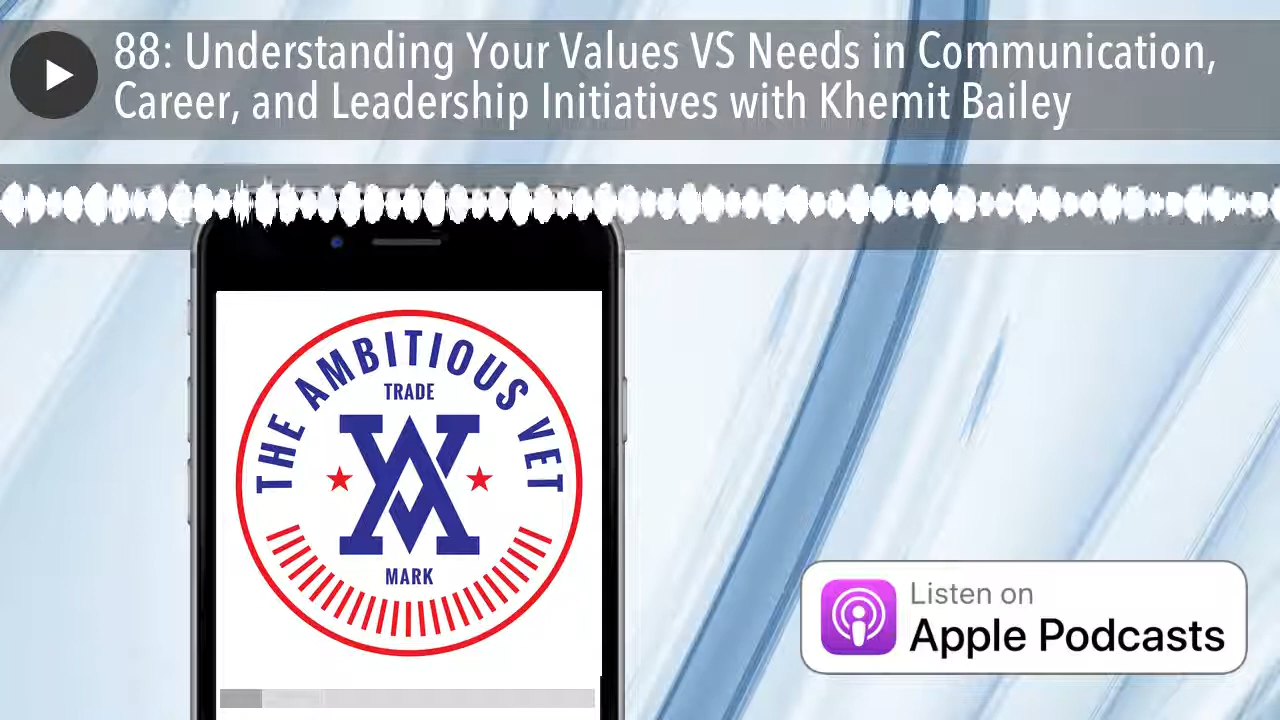 88: Understanding Your Values VS Needs in Communication,
Career, and Leadership Initiatives with Khemit Bailey
THE AMBITIOUS VET
TRADE
MARK
Listen on
Apple Podcasts